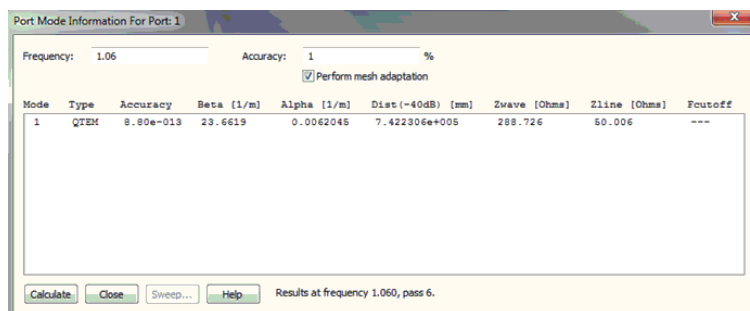 Port Mode Information For Port: 1
Frequency: 1.06 Accuracy: 1 %
Perform mesh adaptation
Mode Type Accuracy Beta [1/m] Alpha [1/m] Dist(-40dB) [mm] Zwave [Ohms] Zline [Ohms] Fcutoff
1 QTEM 8.80e-013 23.6619 0.0062045 7.422306e+005 288.726 50.006 ---
Calculate Close Sweep... Help Results at frequency 1.060, pass 6.